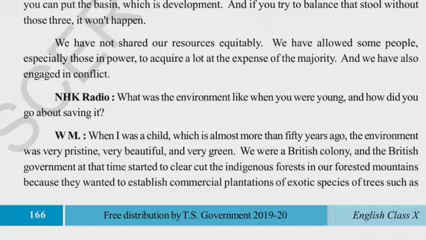 you can put the basin, which is development. And if you try to balance that stool without
those three, it won't happen.
We have not shared our resources equitably. We have allowed some people,
especially those in power, to acquire a lot at the expense of the majority. And we have also
engaged in conflict.
NHK Radio : What was the environment like when you were young, and how did you
go about saving it?
W M. : When I was a child, which is almost more than fifty years ago, the environment
was very pristine, very beautiful, and very green. We were a British colony, and the British
government at that time started to clear cut the indigenous forests in our forested mountains
because they wanted to establish commercial plantations of exotic species of trees such as
166 Free distribution by T.S. Government 2019-20 English Class X